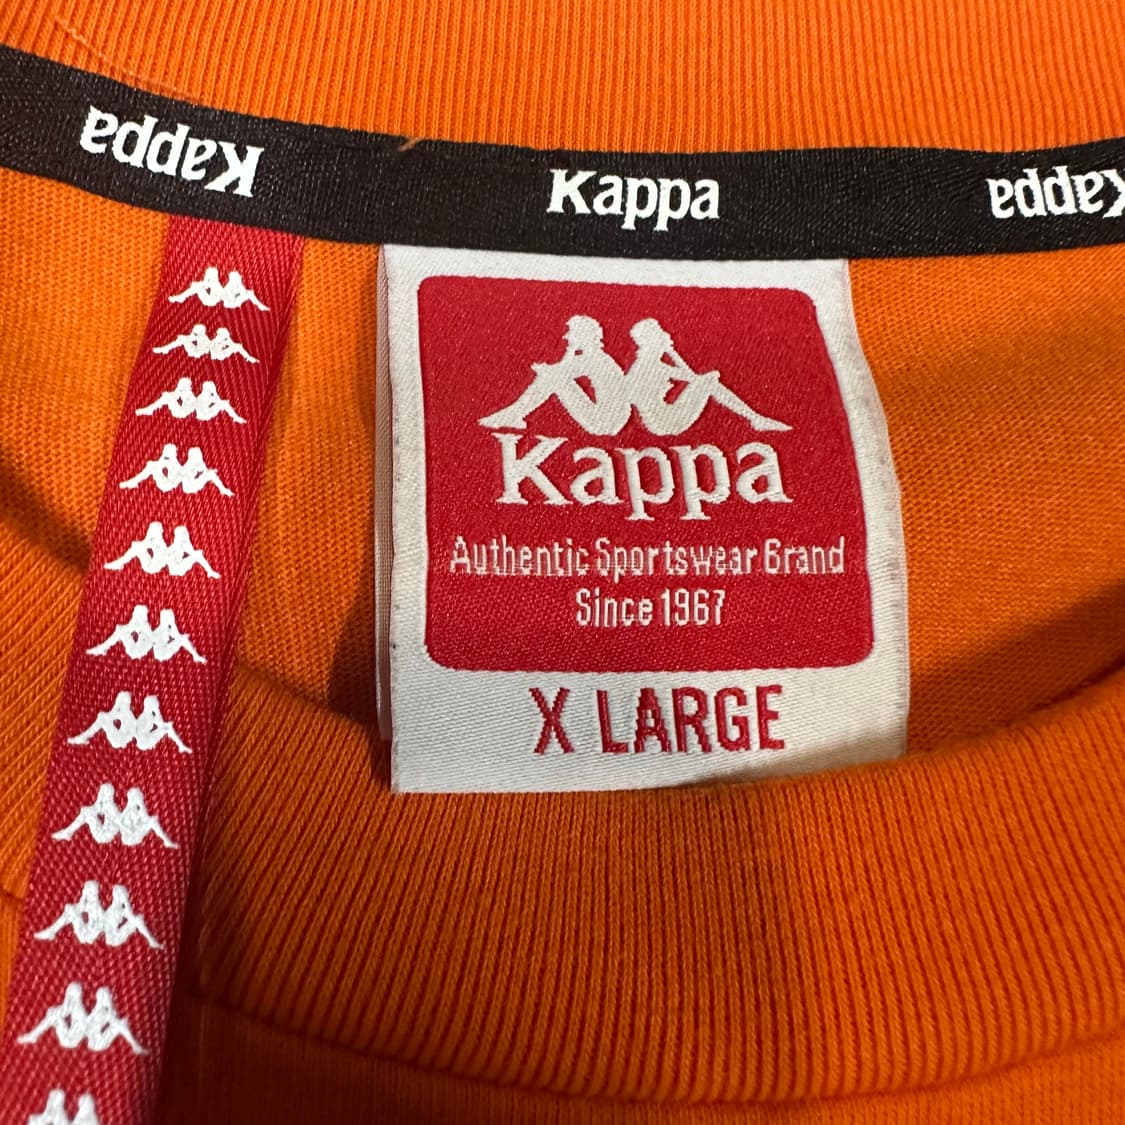 Kappa
Kappa
Kappa
Kappa
Authentic Sportswear Brand
Since 1967
X LARGE